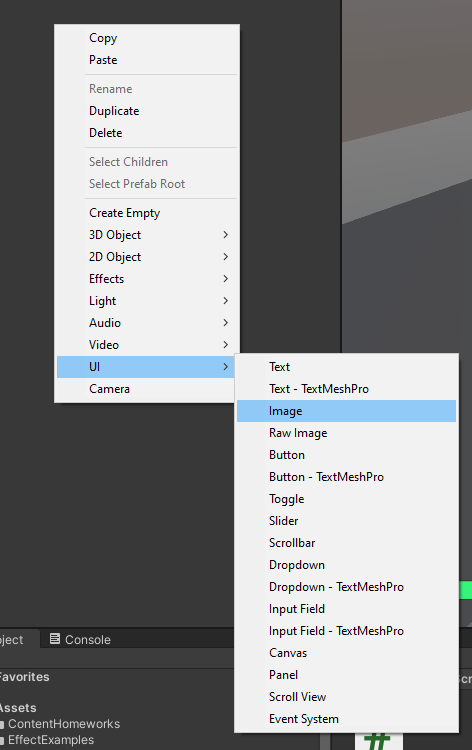 Copy
Paste
Rename
Duplicate
Delete
Select Children
Select Prefab Root
Create Empty
3D Object
2D Object
Effects
Light
Audio
Video
UI
Camera
Text
Text - TextMeshPro
Image
Raw Image
Button
Button - TextMeshPro
Toggle
Slider
Scrollbar
Dropdown
Dropdown - TextMeshPro
Input Field
Input Field - TextMeshPro
Canvas
Panel
Scroll View
Event System
Console
Favorites
Assets
ContentHomeworks
EffectExamples
#